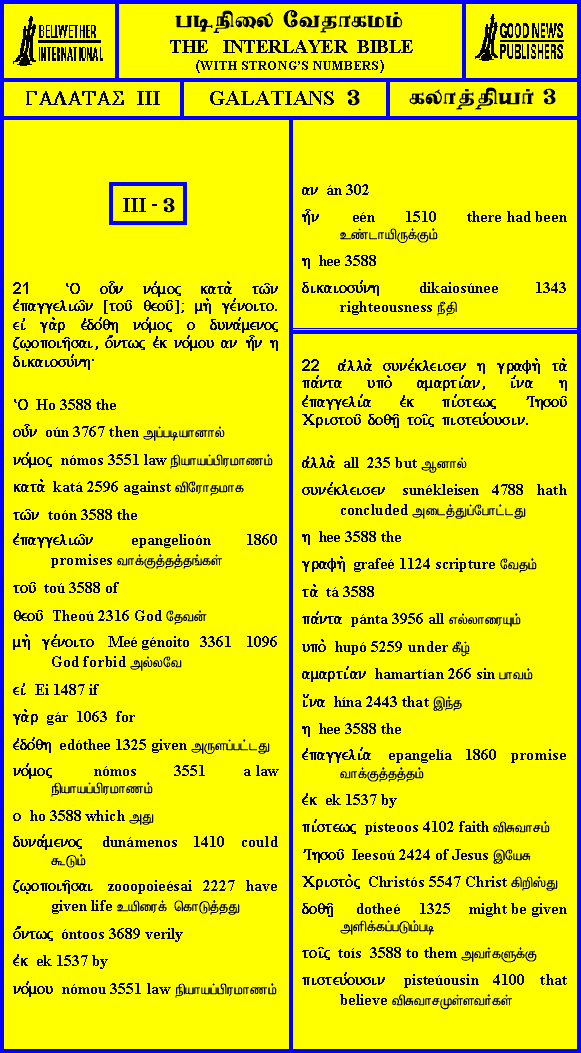 BELLWETHER
INTERNATIONAL
படிநிலை வேதாகமம்
THE INTERLAYER BIBLE
(WITH STRONG'S NUMBERS)
GOOD NEWS
PUBLISHERS
ΓΑΛΑΤΑΣ III
GALATIANS 3
கலாத்தியர் 3
III - 3
21 Ὁ οὖν νόμος κατὰ τῶν
ἐπαγγελιῶν [τοῦ θεοῦ]; μὴ γένοιτο.
εἰ γὰρ ἐδόθη νόμος ο δυνάμενος
ζῳοποιῆσαι, ὄντως ἐκ νόμου αν ἦν η
δικαιοσύνη·
Ὁ Ho 3588 the
οὖν oún 3767 then அப்படியானால்
νόμος nómos 3551 law நியாயப்பிரமாணம்
κατὰ katá 2596 against விரோதமாக
τῶν toón 3588 the
ἐπαγγελιῶν epangelioón 1860
promises வாக்குத்தத்தங்கள்
τοῦ toú 3588 of
θεοῦ Theoú 2316 God தேவன்
μὴ γένοιτο Meé génoito 3361 1096
God forbid அல்லவே
εἰ Ei 1487 if
γὰρ gár 1063 for
ἐδόθη edóthee 1325 given அருளப்பட்டது
νόμος nómos 3551 a law
நியாயப்பிரமாணம்
ο ho 3588 which அது
δυνάμενος dunámenos 1410 could
கூடும்
ζῳοποιῆσαι zooopoieésai 2227 have
given life உயிரைக் கொடுத்தது
ὄντως óntoos 3689 verily
ἐκ ek 1537 by
νόμου nómou 3551 law நியாயப்பிரமாணம்
αν án 302
ἦν eén 1510 there had been
உண்டாயிருக்கும்
η hee 3588
δικαιοσύνη díkaiosúnee 1343
righteousness நீதி
22 ἀλλὰ συνέκλεισεν η γραφὴ τὰ
πάντα υπὸ αμαρτίαν, ἵνα η
ἐπαγγελία ἐκ πίστεως Ἰησοῦ
Χριστοῦ δοθῇ τοῖς πιστεύουσιν.
ἀλλὰ all 235 but ஆனால்
συνέκλεισεν sunékleisen 4788 hath
concluded அடைத்துப்போட்டது
η hee 3588 the
γραφὴ grafeé 1124 scripture வேதம்
τὰ tá 3588
πάντα pánta 3956 all எல்லாரையும்
υπὸ hupó 5259 under கீழ்
αμαρτίαν hamartían 266 sin பாவம்
ἵνα hína 2443 that இந்த
η hee 3588 the
ἐπαγγελία epangelía 1860 promise
வாக்குத்தத்தம்
ἐκ ek 1537 by
πίστεως písteoos 4102 faith விசுவாசம்
Ἰησοῦ Ieesoú 2424 of Jesus இயேசு
Χριστὸς Christós 5547 Christ கிறிஸ்து
δοθῇ dotheé 1325 might be given
அளிக்கப்படும்படி
τοῖς toís 3588 to them அவர்களுக்கு
πιστεύουσιν pisteúousin 4100 that
believe விசுவாசமுள்ளவர்கள்